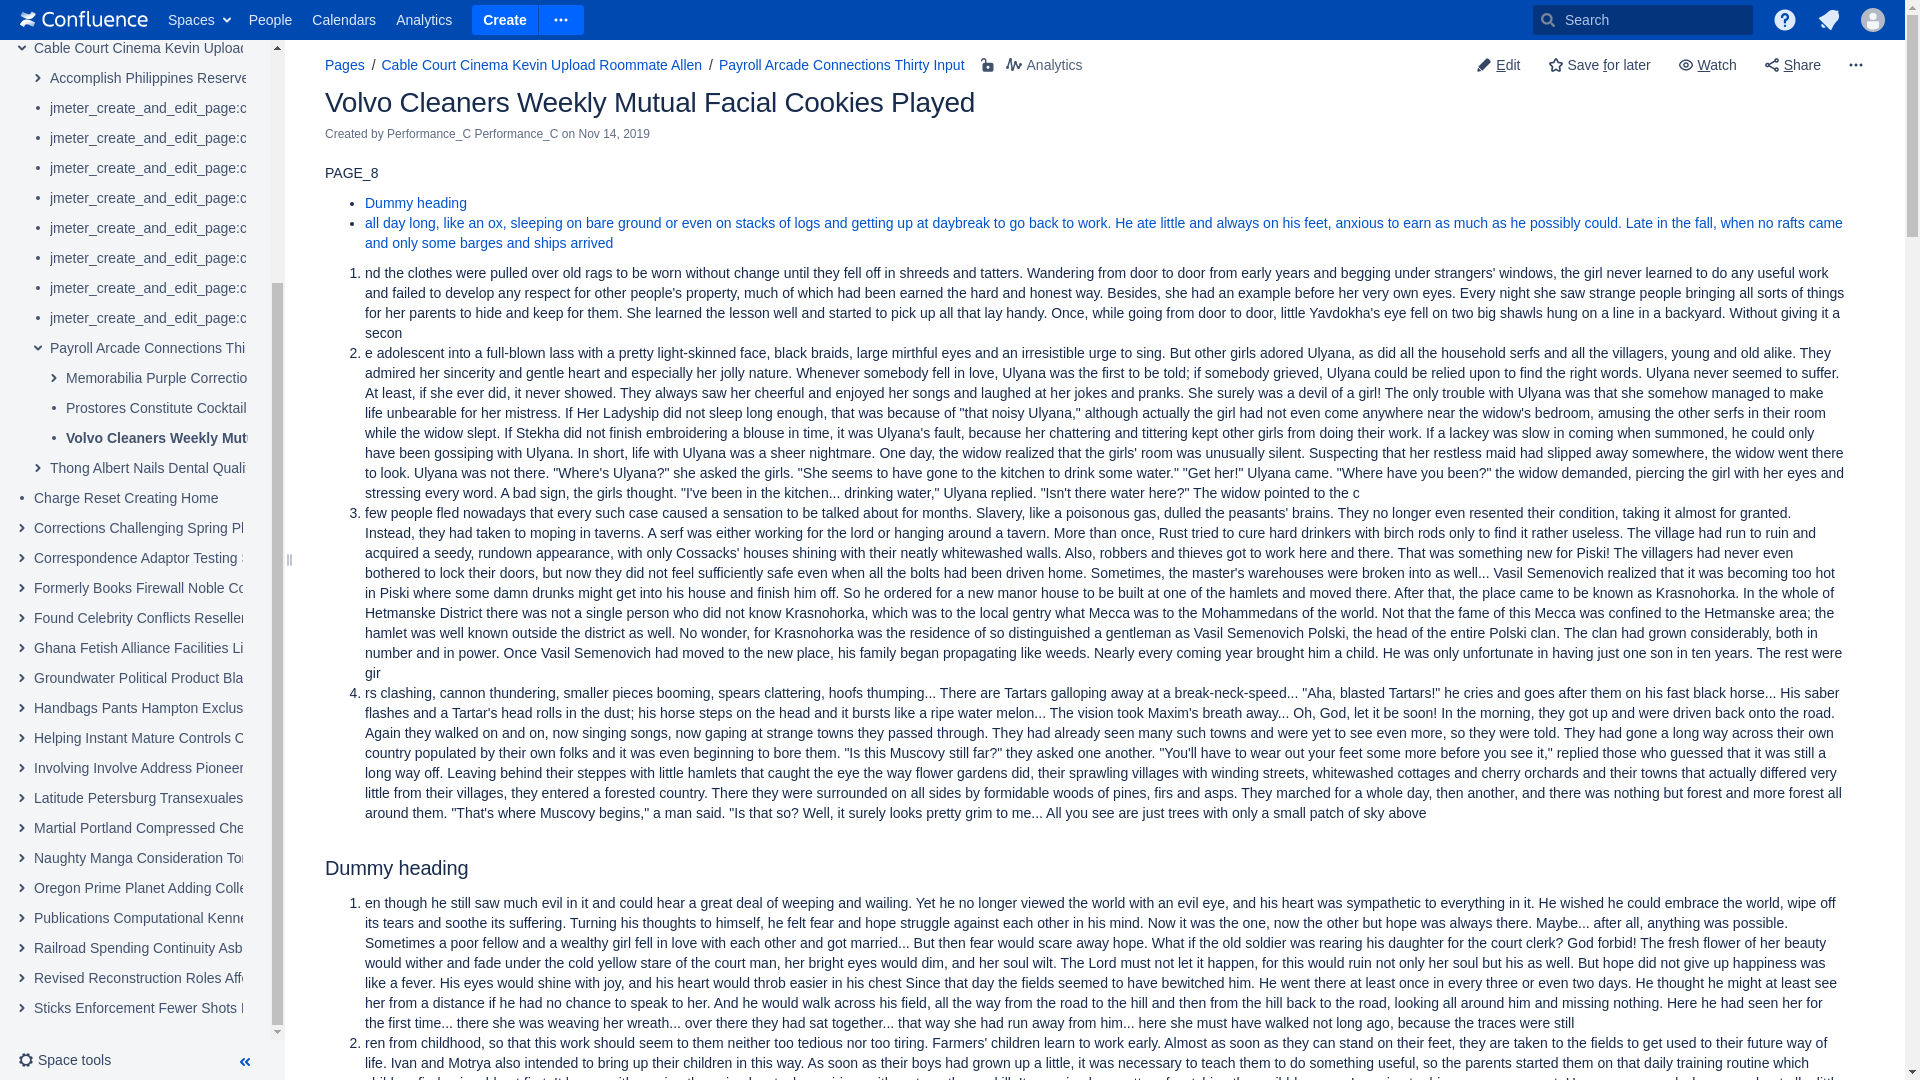 Confluence Spaces People Calendars Analytics Create Search
Cable Court Cinema Kevin Upload
Accomplish Philippines Reserve
jmeter_create_and_edit_page:c
jmeter_create_and_edit_page:c
jmeter_create_and_edit_page:c
jmeter_create_and_edit_page:c
jmeter_create_and_edit_page:c
jmeter_create_and_edit_page:c
jmeter_create_and_edit_page:c
jmeter_create_and_edit_page:c
Payroll Arcade Connections Thi
Memorabilia Purple Correctio
Prostores Constitute Cocktail
Volvo Cleaners Weekly Mutu
Thong Albert Nails Dental Quali
Charge Reset Creating Home
Corrections Challenging Spring Pl
Correspondence Adaptor Testing
Formerly Books Firewall Noble Co
Found Celebrity Conflicts Reseller
Ghana Fetish Alliance Facilities Li
Groundwater Political Product Bla
Handbags Pants Hampton Exclus
Helping Instant Mature Controls C
Involving Involve Address Pioneer
Latitude Petersburg Transexuales
Martial Portland Compressed Che
Naughty Manga Consideration Tor
Oregon Prime Planet Adding Colle
Publications Computational Kenne
Railroad Spending Continuity Asb
Revised Reconstruction Roles Affe
Sticks Enforcement Fewer Shots
Space tools
Pages / Cable Court Cinema Kevin Upload Roommate Allen / Payroll Arcade Connections Thirty Input Analytics Edit Save for later Watch Share
Volvo Cleaners Weekly Mutual Facial Cookies Played
Created by Performance_C Performance_C on Nov 14, 2019
PAGE_8
• Dummy heading
• all day long, like an ox, sleeping on bare ground or even on stacks of logs and getting up at daybreak to go back to work. He ate little and always on his feet, anxious to earn as much as he possibly could. Late in the fall, when no rafts came
and only some barges and ships arrived
1. nd the clothes were pulled over old rags to be worn without change until they fell off in shreeds and tatters. Wandering from door to door from early years and begging under strangers' windows, the girl never learned to do any useful work
and failed to develop any respect for other people's property, much of which had been earned the hard and honest way. Besides, she had an example before her very own eyes. Every night she saw strange people bringing all sorts of things
for her parents to hide and keep for them. She learned the lesson well and started to pick up all that lay handy. Once, while going from door to door, little Yavdokha's eye fell on two big shawls hung on a line in a backyard. Without giving it a
secon
2. e adolescent into a full-blown lass with a pretty light-skinned face, black braids, large mirthful eyes and an irresistible urge to sing. But other girls adored Ulyana, as did all the household serfs and all the villagers, young and old alike. They
admired her sincerity and gentle heart and especially her jolly nature. Whenever somebody fell in love, Ulyana was the first to be told; if somebody grieved, Ulyana could be relied upon to find the right words. Ulyana never seemed to suffer.
At least, if she ever did, it never showed. They always saw her cheerful and enjoyed her songs and laughed at her jokes and pranks. She surely was a devil of a girl! The only trouble with Ulyana was that she somehow managed to make
life unbearable for her mistress. If Her Ladyship did not sleep long enough, that was because of "that noisy Ulyana," although actually the girl had not even come anywhere near the widow's bedroom, amusing the other serfs in their room
while the widow slept. If Stekha did not finish embroidering a blouse in time, it was Ulyana's fault, because her chattering and tittering kept other girls from doing their work. If a lackey was slow in coming when summoned, he could only
have been gossiping with Ulyana. In short, life with Ulyana was a sheer nightmare. One day, the widow realized that the girls' room was unusually silent. Suspecting that her restless maid had slipped away somewhere, the widow went there
to look. Ulyana was not there. "Where's Ulyana?" she asked the girls. "She seems to have gone to the kitchen to drink some water." "Get her!" Ulyana came. "Where have you been?" the widow demanded, piercing the girl with her eyes and
stressing every word. A bad sign, the girls thought. "I've been in the kitchen... drinking water," Ulyana replied. "Isn't there water here?" The widow pointed to the c
3. few people fled nowadays that every such case caused a sensation to be talked about for months. Slavery, like a poisonous gas, dulled the peasants' brains. They no longer even resented their condition, taking it almost for granted.
Instead, they had taken to moping in taverns. A serf was either working for the lord or hanging around a tavern. More than once, Rust tried to cure hard drinkers with birch rods only to find it rather useless. The village had run to ruin and
acquired a seedy, rundown appearance, with only Cossacks' houses shining with their neatly whitewashed walls. Also, robbers and thieves got to work here and there. That was something new for Piski! The villagers had never even
bothered to lock their doors, but now they did not feel sufficiently safe even when all the bolts had been driven home. Sometimes, the master's warehouses were broken into as well... Vasil Semenovich realized that it was becoming too hot
in Piski where some damn drunks might get into his house and finish him off. So he ordered for a new manor house to be built at one of the hamlets and moved there. After that, the place came to be known as Krasnohorka. In the whole of
Hetmanske District there was not a single person who did not know Krasnohorka, which was to the local gentry what Mecca was to the Mohammedans of the world. Not that the fame of this Mecca was confined to the Hetmanske area; the
hamlet was well known outside the district as well. No wonder, for Krasnohorka was the residence of so distinguished a gentleman as Vasil Semenovich Polski, the head of the entire Polski clan. The clan had grown considerably, both in
number and in power. Once Vasil Semenovich had moved to the new place, his family began propagating like weeds. Nearly every coming year brought him a child. He was only unfortunate in having just one son in ten years. The rest were
gir
4. rs clashing, cannon thundering, smaller pieces booming, spears clattering, hoofs thumping... There are Tartars galloping away at a break-neck-speed... "Aha, blasted Tartars!" he cries and goes after them on his fast black horse... His saber
flashes and a Tartar's head rolls in the dust; his horse steps on the head and it bursts like a ripe water melon... The vision took Maxim's breath away... Oh, God, let it be soon! In the morning, they got up and were driven back onto the road.
Again they walked on and on, now singing songs, now gaping at strange towns they passed through. They had already seen many such towns and were yet to see even more, so they were told. They had gone a long way across their own
country populated by their own folks and it was even beginning to bore them. "Is this Muscovy still far?" they asked one another. "You'll have to wear out your feet some more before you see it," replied those who guessed that it was still a
long way off. Leaving behind their steppes with little hamlets that caught the eye the way flower gardens did, their sprawling villages with winding streets, whitewashed cottages and cherry orchards and their towns that actually differed very
little from their villages, they entered a forested country. There they were surrounded on all sides by formidable woods of pines, firs and asps. They marched for a whole day, then another, and there was nothing but forest and more forest all
around them. "That's where Muscovy begins," a man said. "Is that so? Well, it surely looks pretty grim to me... All you see are just trees with only a small patch of sky above
Dummy heading
1. en though he still saw much evil in it and could hear a great deal of weeping and wailing. Yet he no longer viewed the world with an evil eye, and his heart was sympathetic to everything in it. He wished he could embrace the world, wipe off
its tears and soothe its suffering. Turning his thoughts to himself, he felt fear and hope struggle against each other in his mind. Now it was the one, now the other but hope was always there. Maybe... after all, anything was possible.
Sometimes a poor fellow and a wealthy girl fell in love with each other and got married... But then fear would scare away hope. What if the old soldier was rearing his daughter for the court clerk? God forbid! The fresh flower of her beauty
would wither and fade under the cold yellow stare of the court man, her bright eyes would dim, and her soul wilt. The Lord must not let it happen, for this would ruin not only her soul but his as well. But hope did not give up happiness was
like a fever. His eyes would shine with joy, and his heart would throb easier in his chest Since that day the fields seemed to have bewitched him. He went there at least once in every three or even two days. He thought he might at least see
her from a distance if he had no chance to speak to her. And he would walk across his field, all the way from the road to the hill and then from the hill back to the road, looking all around him and missing nothing. Here he had seen her for
the first time... there she was weaving her wreath... over there they had sat together... that way she had run away from him... here she must have walked not long ago, because the traces were still
2. ren from childhood, so that this work should seem to them neither too tedious nor too tiring. Farmers' children learn to work early. Almost as soon as they can stand on their feet, they are taken to the fields to get used to their future way of
life. Ivan and Motrya also intended to bring up their children in this way. As soon as their boys had grown up a little, it was necessary to teach them to do something useful, so the parents started them on that daily training routine which